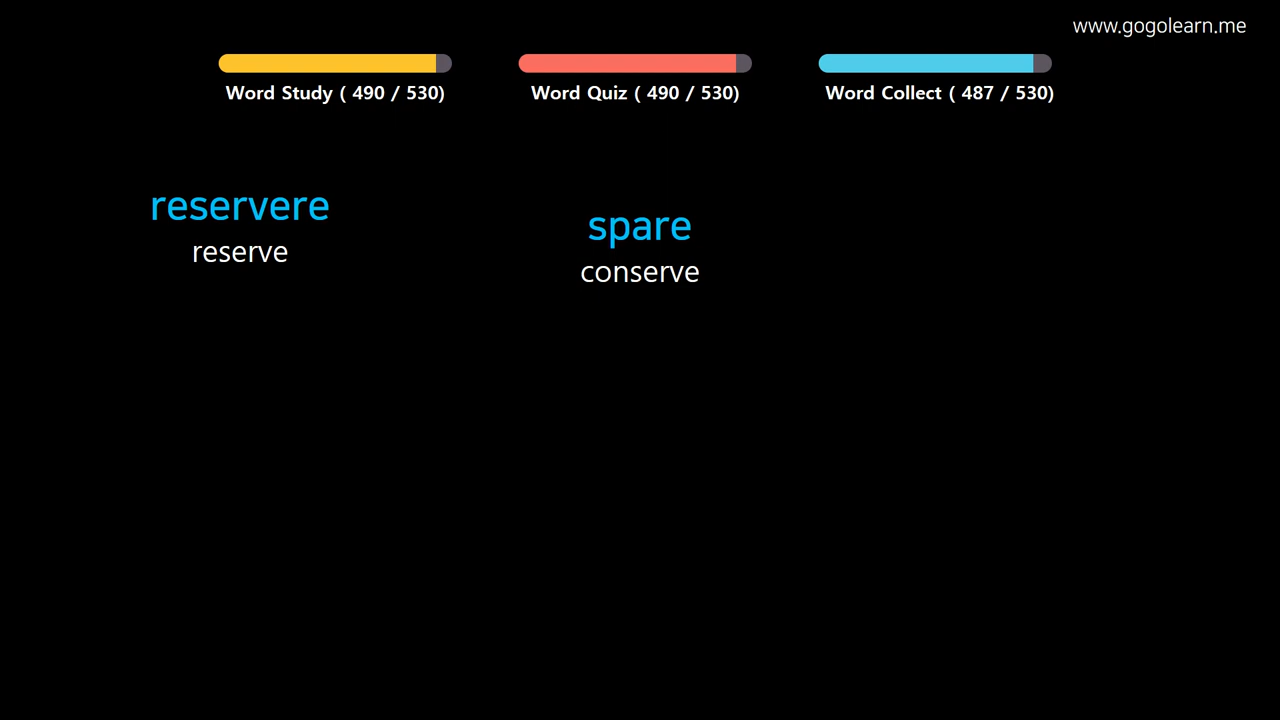 www.gogolearn.me
Word Study ( 490 / 530)
Word Quiz ( 490 / 530)
Word Collect ( 487 / 530)
reservere
reserve
spare
conserve